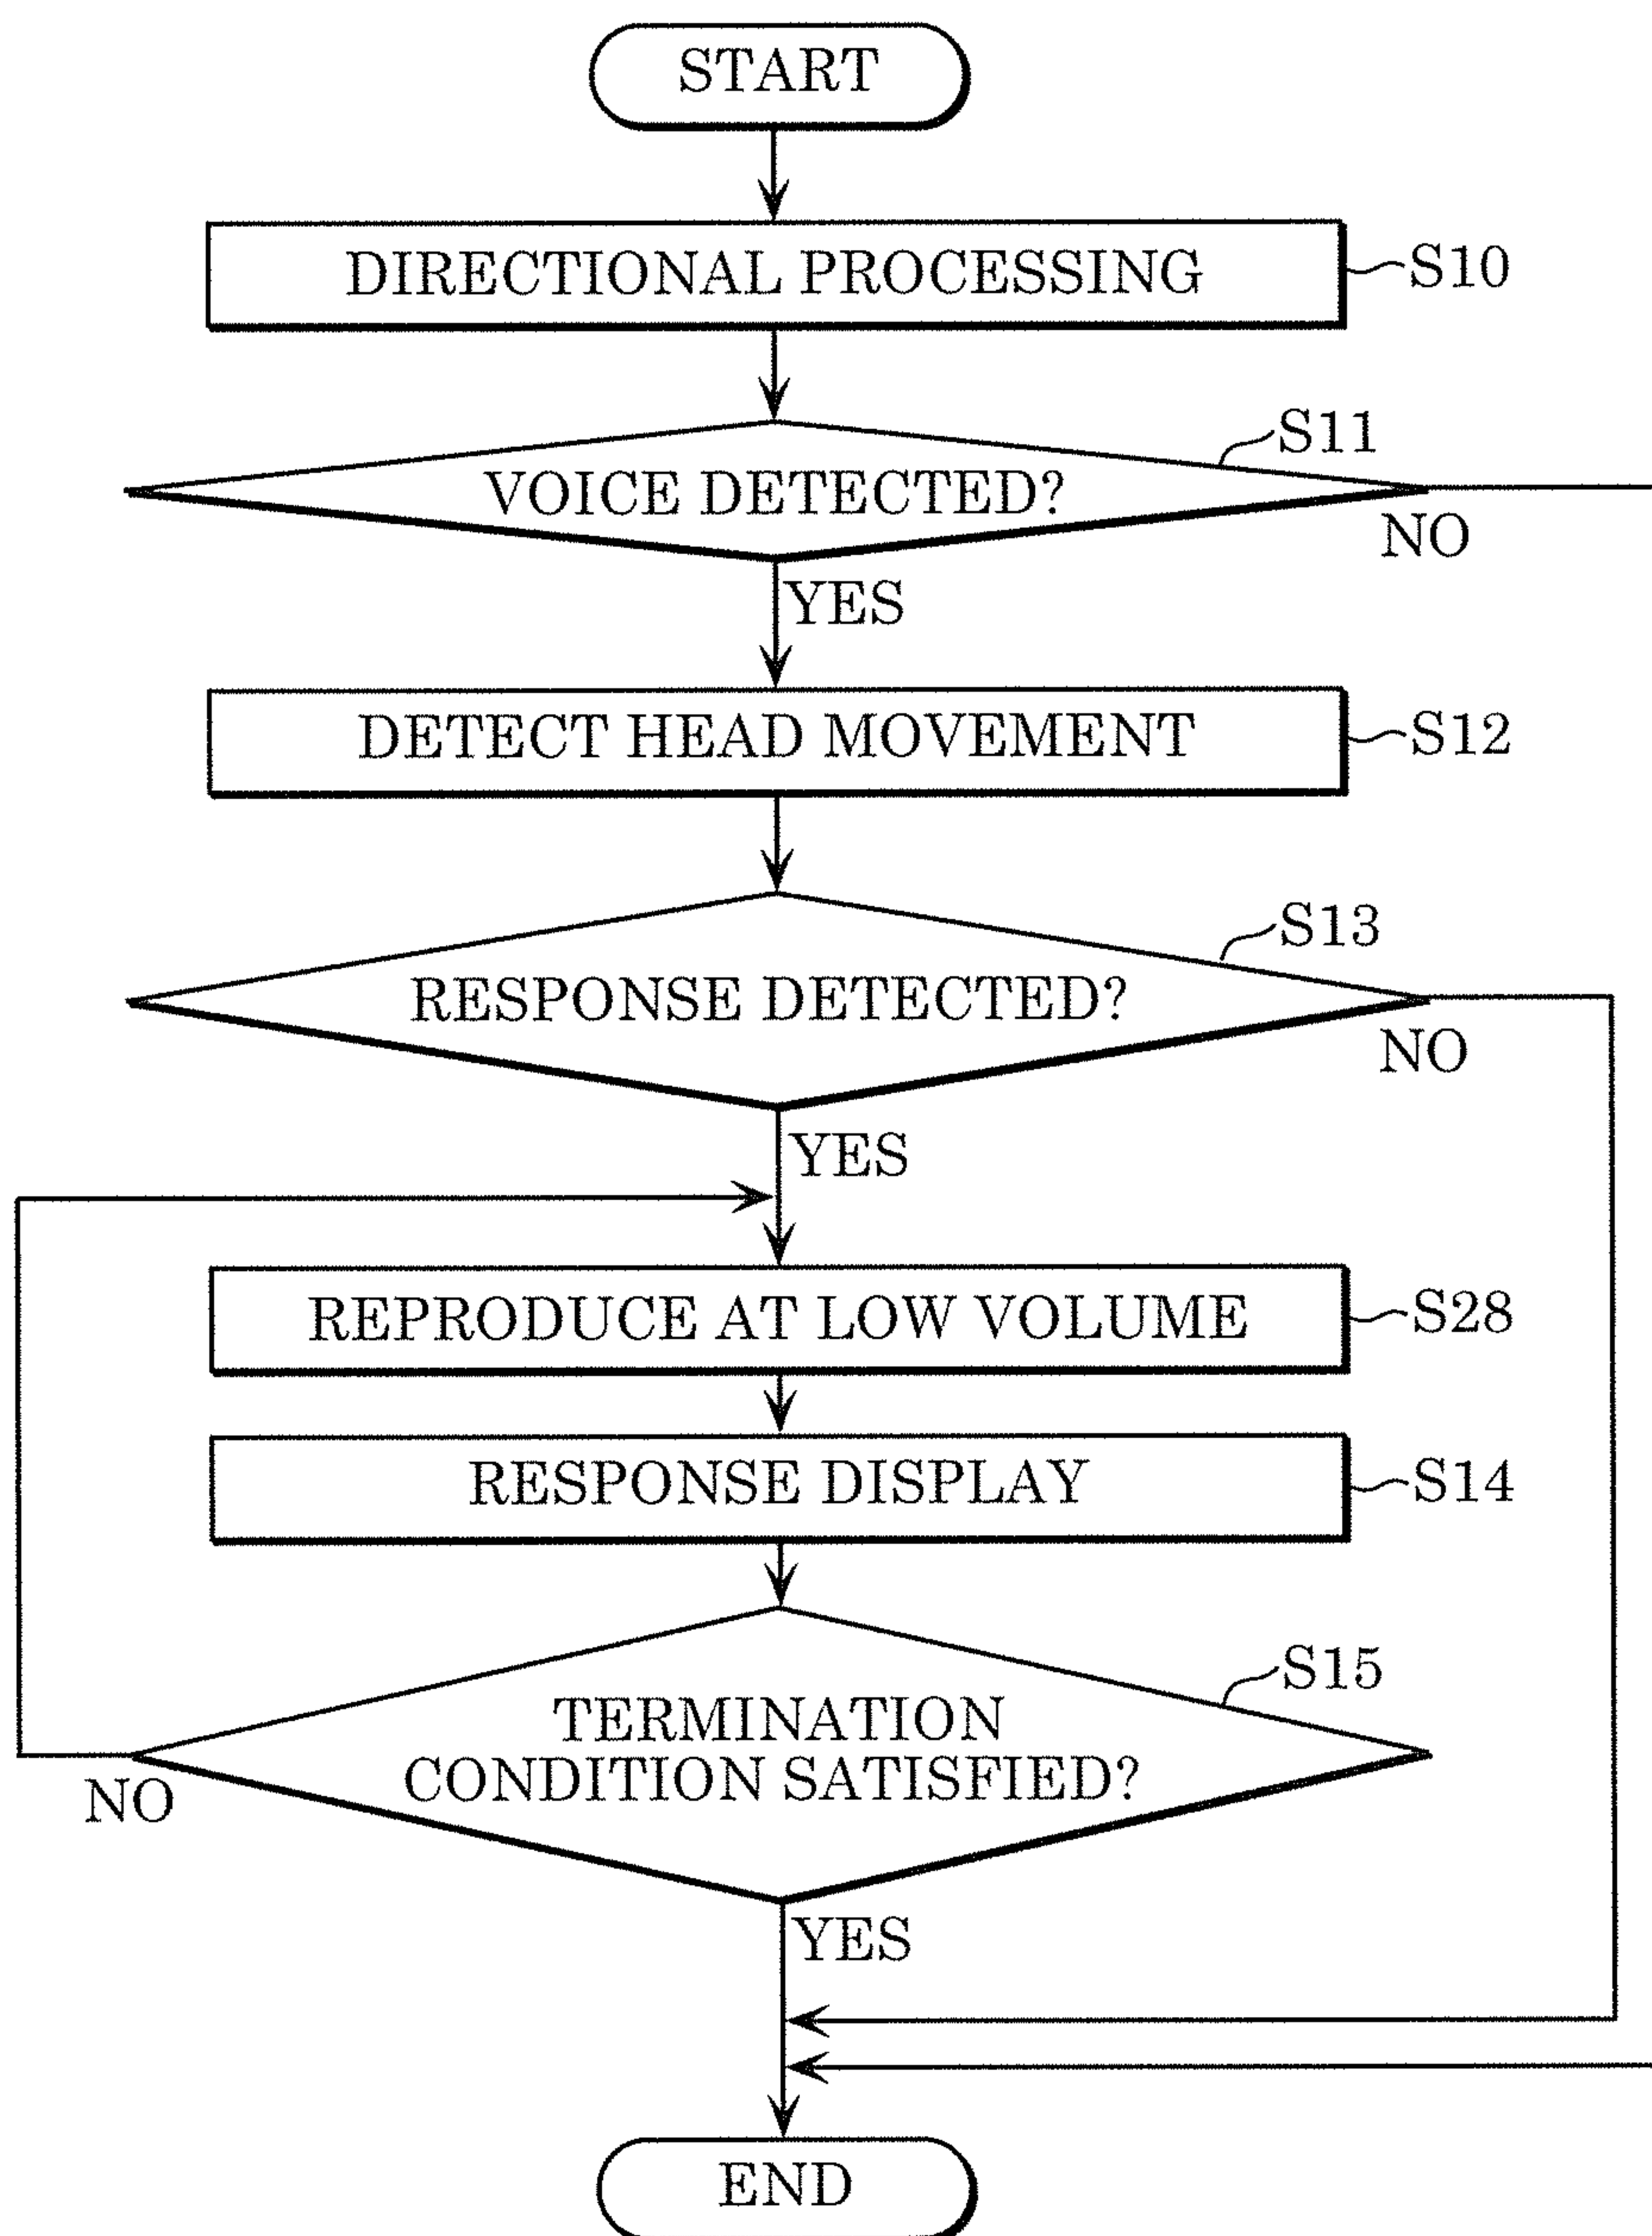 START
DIRECTIONAL PROCESSING
S10
S11
VOICE DETECTED?
NO
YES
DETECT HEAD MOVEMENT
S12
S13
RESPONSE DETECTED?
NO
YES
REPRODUCE AT LOW VOLUME
S28
RESPONSE DISPLAY
S14
S15
TERMINATION
CONDITION SATISFIED?
NO
YES
END